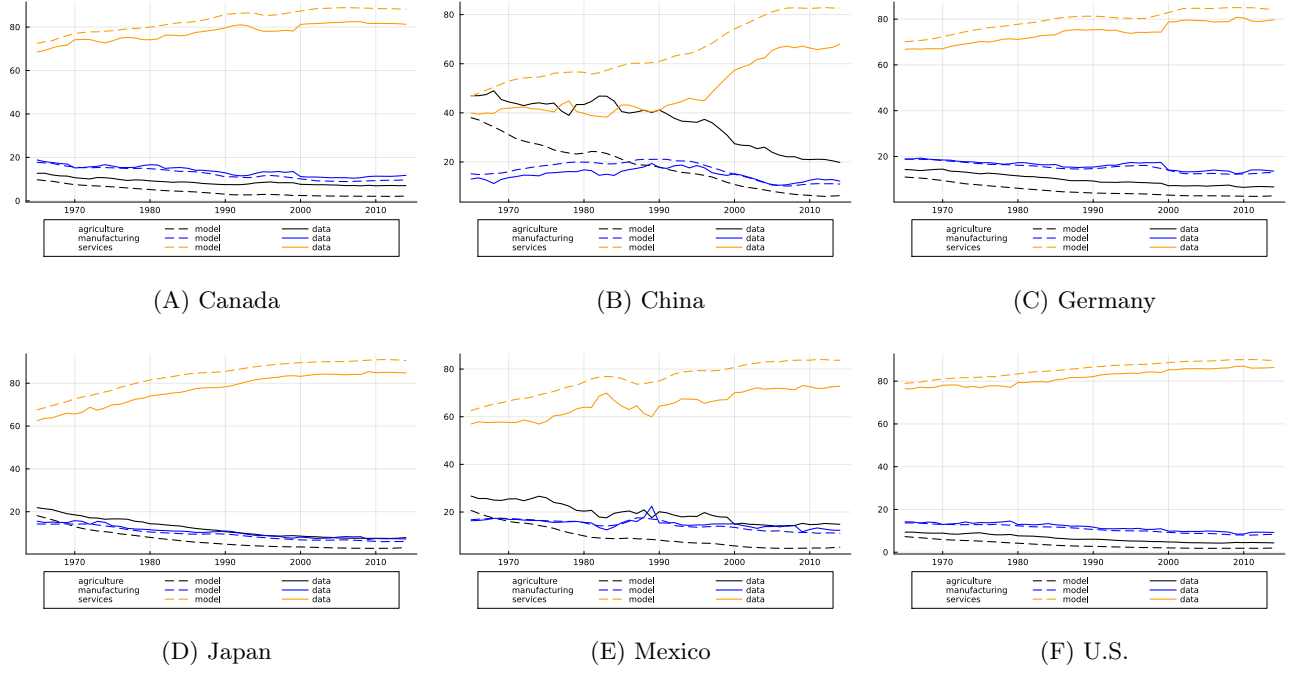 80
60
40
20
0
1970 1980 1990 2000 2010
agriculture model data
manufacturing model data
services model data
(A) Canada
80
60
40
20
1970 1980 1990 2000 2010
agriculture model data
manufacturing model data
services model data
(B) China
80
60
40
20
1970 1980 1990 2000 2010
agriculture model data
manufacturing model data
services model data
(C) Germany
80
60
40
20
1970 1980 1990 2000 2010
agriculture model data
manufacturing model data
services model data
(D) Japan
80
60
40
20
1970 1980 1990 2000 2010
agriculture model data
manufacturing model data
services model data
(E) Mexico
80
60
40
20
0
1970 1980 1990 2000 2010
agriculture model data
manufacturing model data
services model data
(F) U.S.